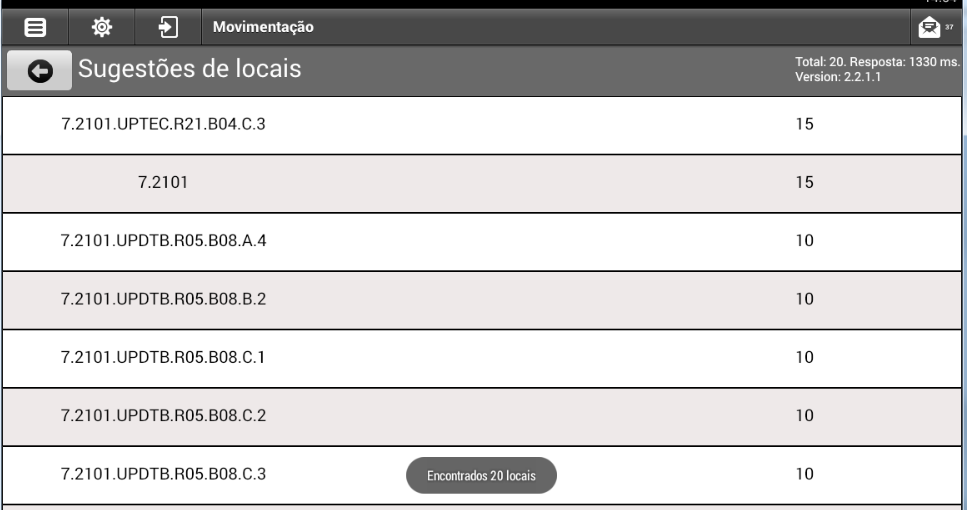 Movimentação
37
Sugestões de locais
Total: 20. Resposta: 1330 ms.
Version: 2.2.1.1
7.2101.UPTEC.R21.B04.C.3 15
7.2101 15
7.2101.UPDTB.R05.B08.A.4 10
7.2101.UPDTB.R05.B08.B.2 10
7.2101.UPDTB.R05.B08.C.1 10
7.2101.UPDTB.R05.B08.C.2 10
7.2101.UPDTB.R05.B08.C.3 10
Encontrados 20 locais